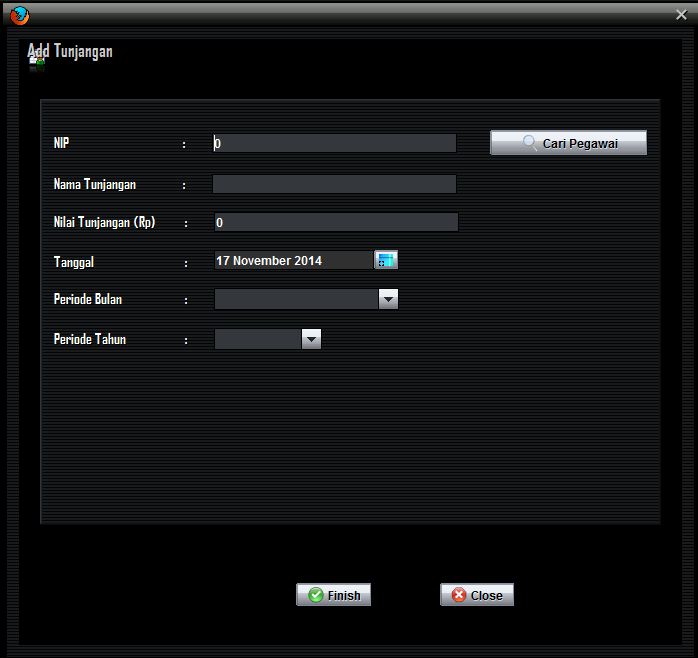 Add Tunjangan
NIP : 0 Cari Pegawai
Nama Tunjangan :
Nilai Tunjangan (Rp) : 0
Tanggal : 17 November 2014
Periode Bulan :
Periode Tahun :
Finish Close